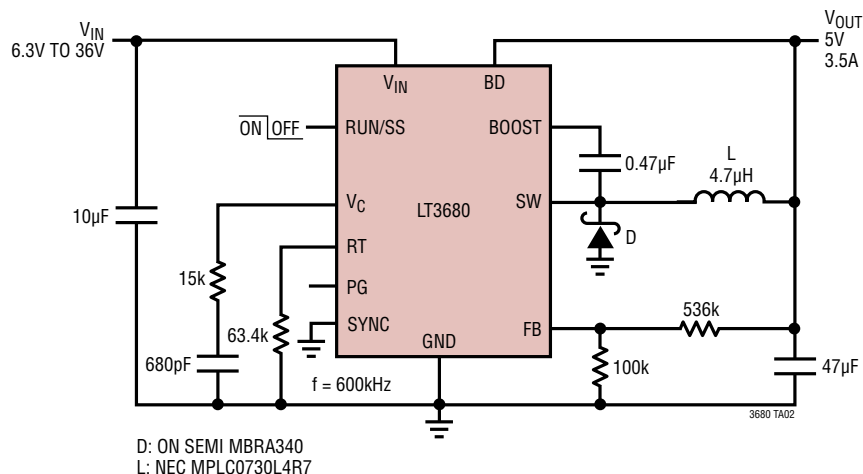 VIN
6.3V TO 36V
VOUT
5V
3.5A
VIN
BD
ON OFF
RUN/SS
BOOST
0.47µF
L
4.7µH
10µF
VC
LT3680
SW
D
RT
15k
PG
63.4k
SYNC
FB
536k
GND
680pF
f = 600kHz
100k
47µF
3680 TA02
D: ON SEMI MBRA340
L: NEC MPLC0730L4R7